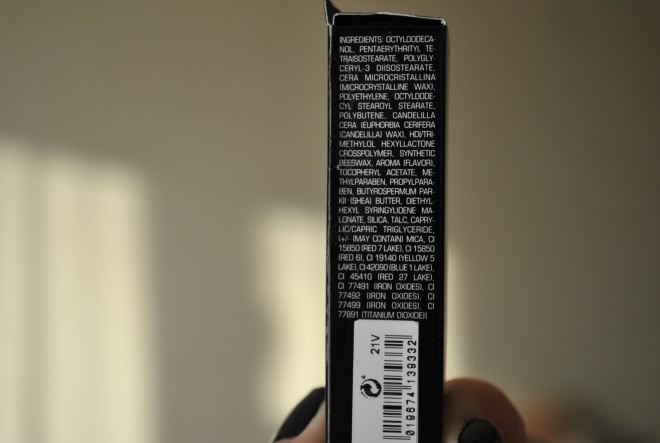 INGREDIENTS: OCTYLDODECA-
NOL, PENTAERYTHRITYL TE-
TRAISOSTEARATE, POLYGLY-
CERYL-3 DIISOSTEARATE,
CERA MICROCRISTALLINA
(MICROCRYSTALLINE WAX),
POLYETHYLENE, OCTYLDODE-
CYL STEAROYL STEARATE,
POLYBUTENE, CANDELILLA
CERA (EUPHORBIA CERIFERA
(CANDELILLA) WAX), HDI/TRI-
METHYLOL HEXYLLACTONE
CROSSPOLYMER, SYNTHETIC
BEESWAX, AROMA (FLAVOR),
TOCOPHERYL ACETATE, ME-
THYLPARABEN, PROPYLPARA-
BEN, BUTYROSPERMUM PAR-
KII (SHEA) BUTTER, DIETHYL-
HEXYL SYRINGYLIDENE MA-
LONATE, SILICA, TALC, CAPRY-
LIC/CAPRIC TRIGLYCERIDE,
[+/- (MAY CONTAIN) MICA, CI
15850 (RED 7 LAKE), CI 15850
(RED 6), CI 19140 (YELLOW 5
LAKE), CI 42090 (BLUE 1 LAKE),
CI 45410 (RED 27 LAKE),
CI 77491 (IRON OXIDES), CI
77492 (IRON OXIDES), CI
77499 (IRON OXIDES), CI
77891 (TITANIUM DIOXIDE)]
21V
019674 139332